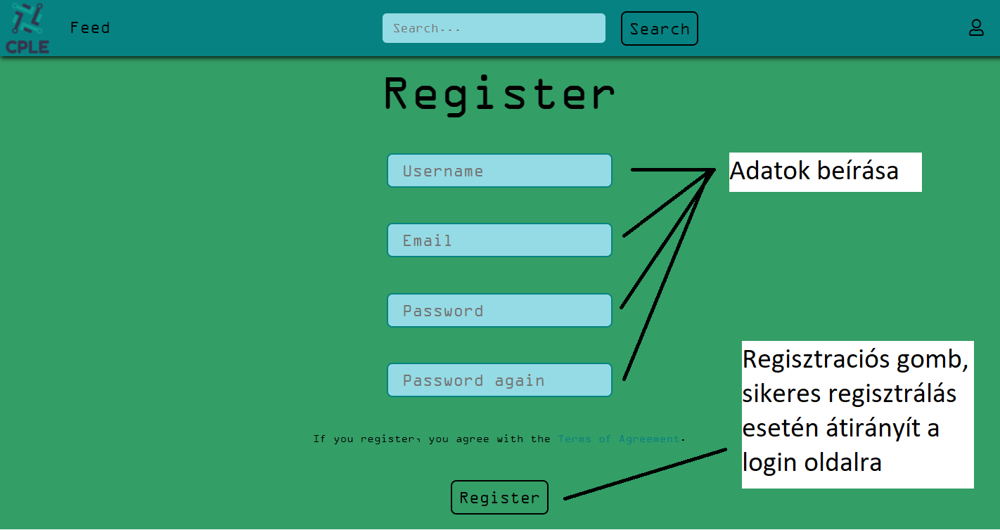 CPLE
Feed
Search...
Search
Register
Username
Adatok beírása
Email
Password
Password again
Regisztraciós gomb,
sikeres regisztrálás
esetén átirányít a
login oldalra
If you register, you agree with the Terms of Agreement.
Register